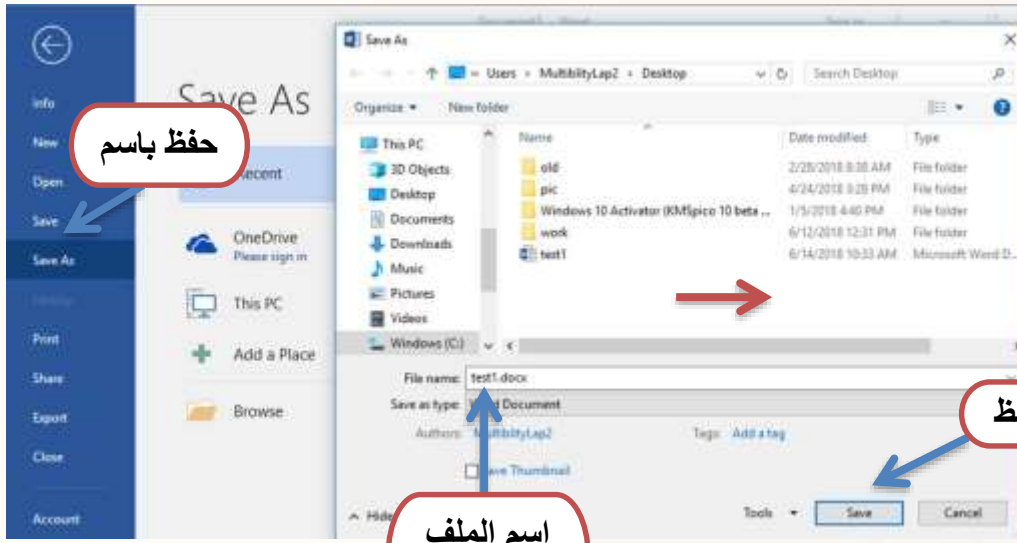 Save As
Users › MultibilityLap2 › Desktop
Search Desktop
Organize
New folder
Info
New
Open
Save
Save As
Print
Share
Export
Close
Account
Save As
حفظ باسم
OneDrive
Please sign in
This PC
Add a Place
Browse
This PC
3D Objects
Desktop
Documents
Downloads
Music
Pictures
Videos
Windows (C:)
Name Date modified Type
old 2/28/2018 8:38 AM File folder
pic 4/24/2018 3:28 PM File folder
Windows 10 Activator (KMSpico 10 beta ... 1/5/2018 4:40 PM File folder
work 6/12/2018 12:31 PM File folder
test1 6/14/2018 10:33 AM Microsoft Word D...
File name: test1.docx
Save as type: Document
Authors:
Tags: Add a tag
Thumbnail
Tools
Save
Cancel
اسم الملف